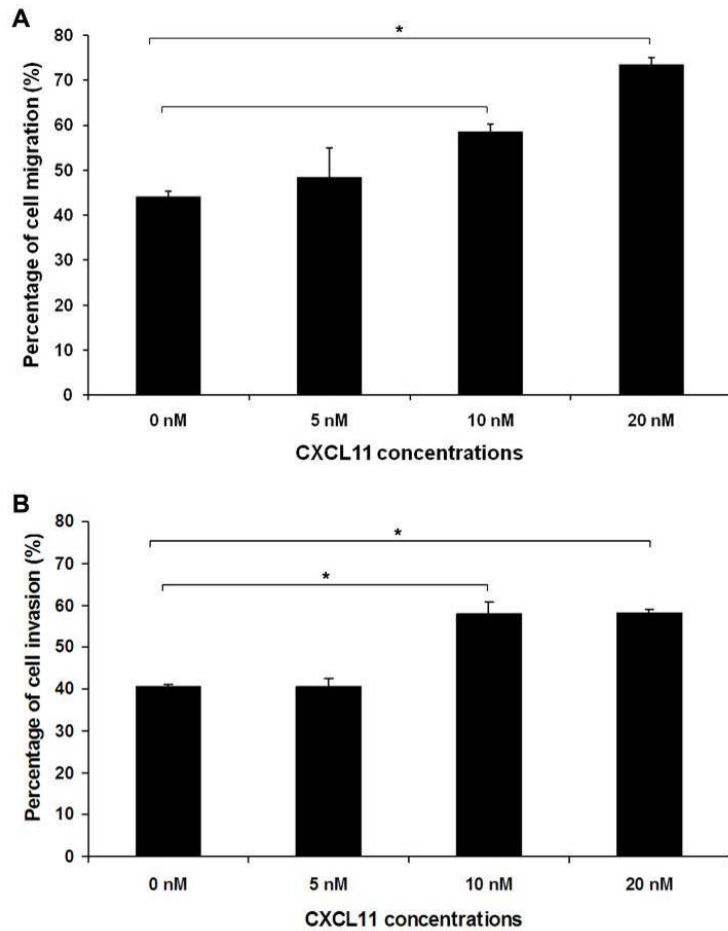 A
Percentage of cell migration (%)
80
70
60
50
40
30
20
10
0
*
0 nM 5 nM 10 nM 20 nM
CXCL11 concentrations
B
Percentage of cell invasion (%)
80
70
60
50
40
30
20
10
0
*
*
0 nM 5 nM 10 nM 20 nM
CXCL11 concentrations